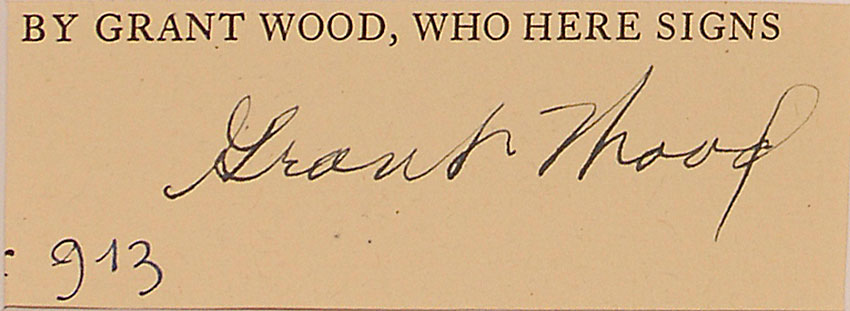 BY GRANT WOOD, WHO HERE SIGNS
Grant Wood
: 913